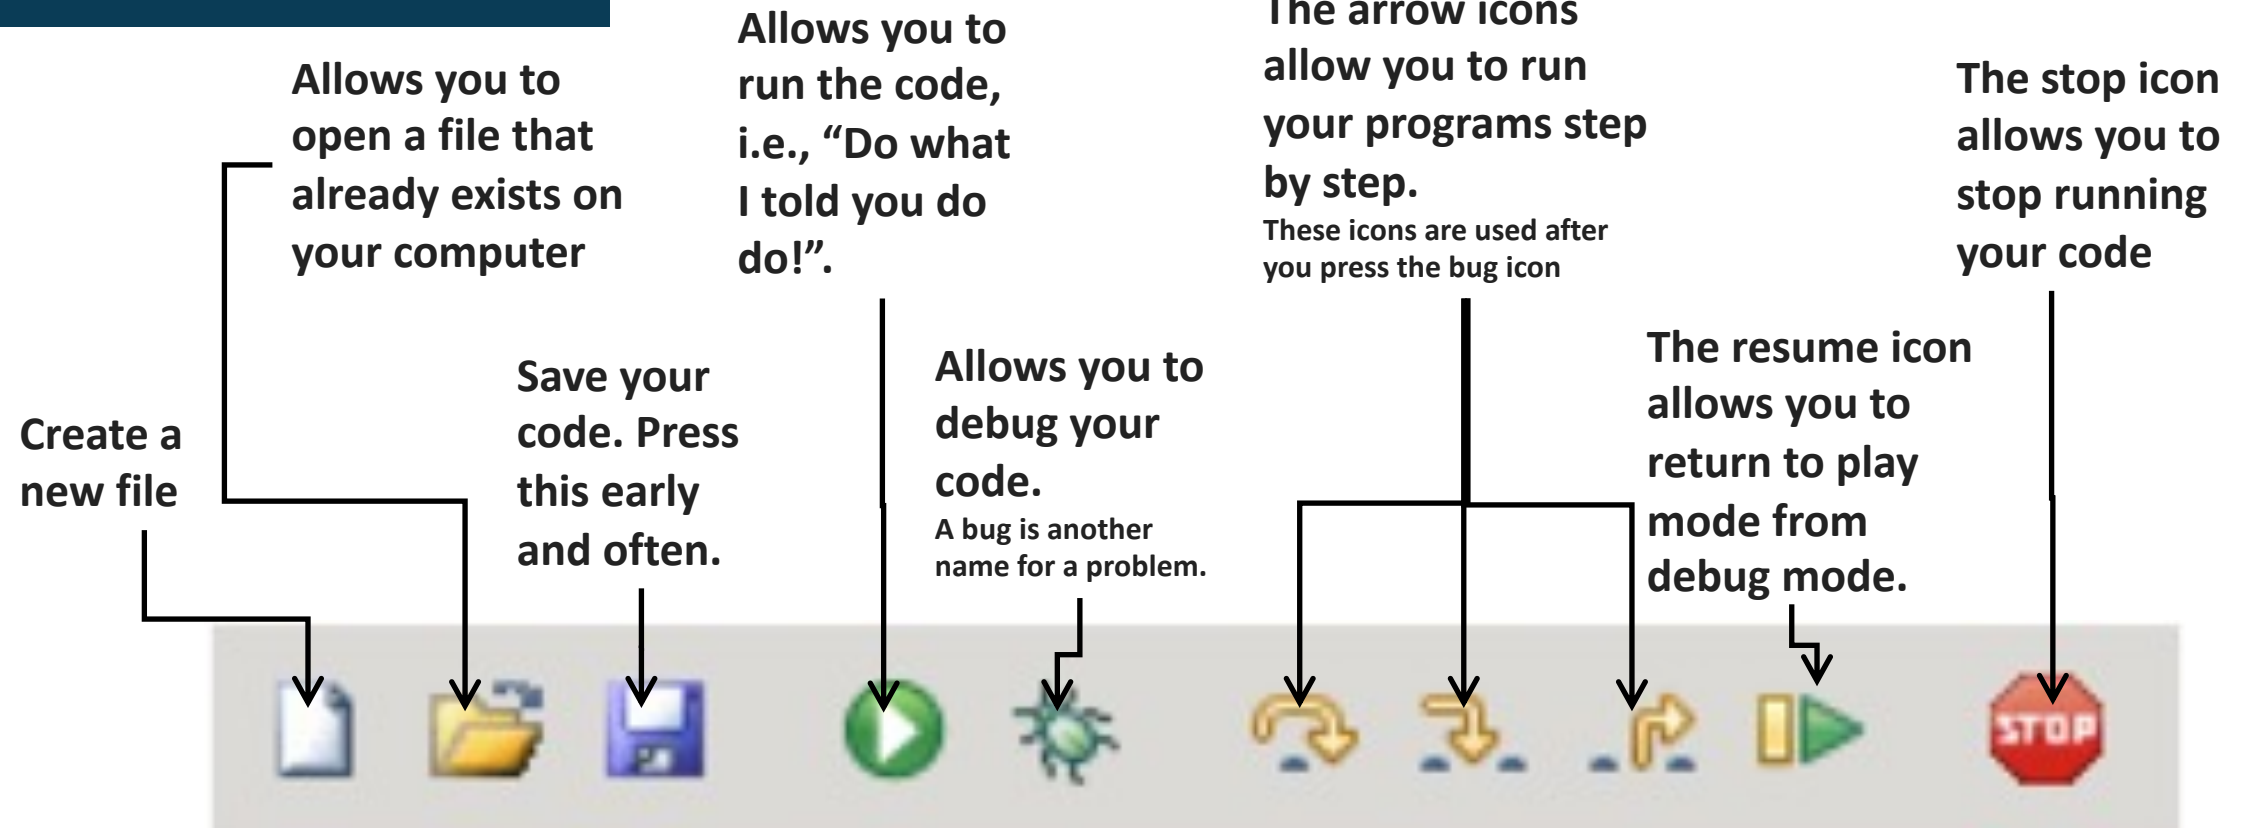 Allows you to
open a file that
already exists on
your computer
Allows you to
run the code,
i.e., “Do what
I told you do
do!”.
The arrow icons
allow you to run
your programs step
by step.
These icons are used after
you press the bug icon
The stop icon
allows you to
stop running
your code
Create a
new file
Save your
code. Press
this early
and often.
Allows you to
debug your
code.
A bug is another
name for a problem.
The resume icon
allows you to
return to play
mode from
debug mode.
STOP